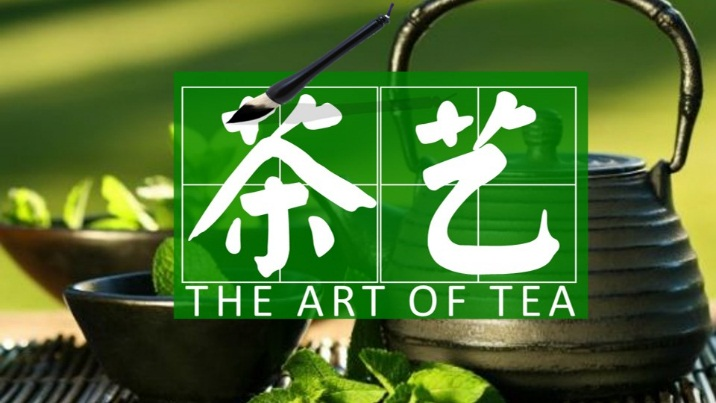 茶艺
THE ART OF TEA